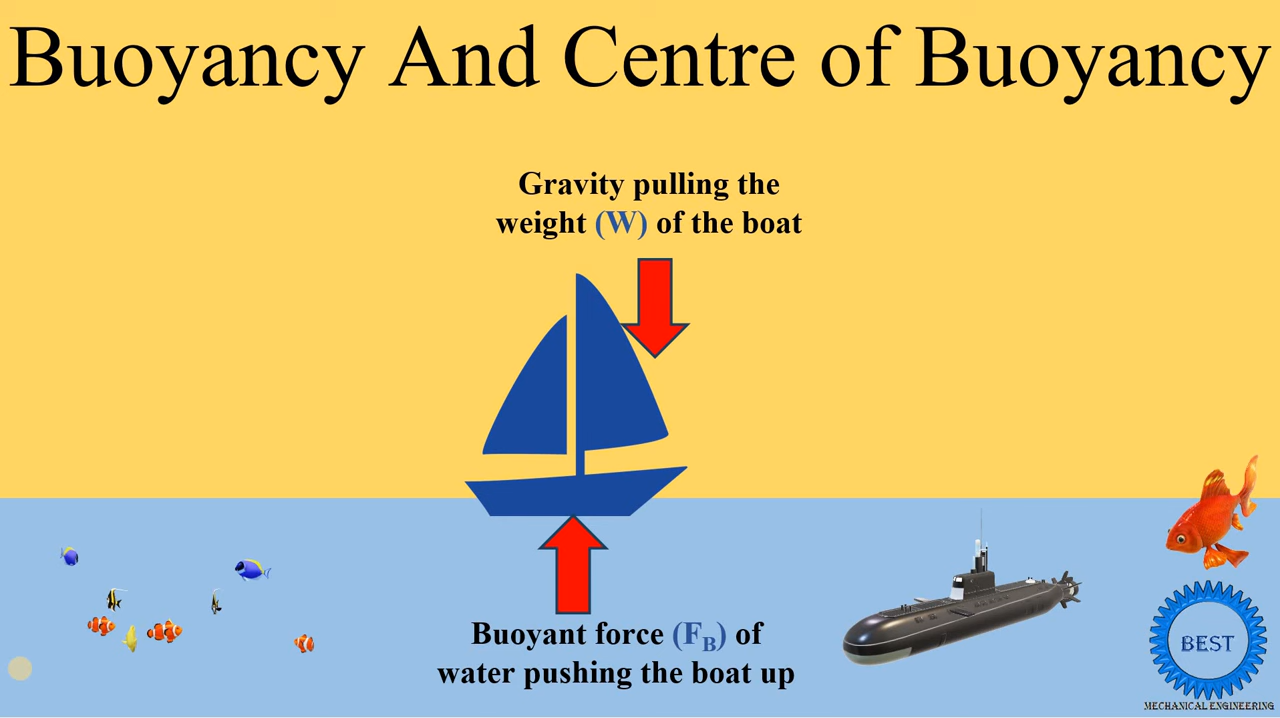 Buoyancy And Centre of Buoyancy
Gravity pulling the
weight (W) of the boat
Buoyant force (FB) of
water pushing the boat up
BEST
MECHANICAL ENGINEERING